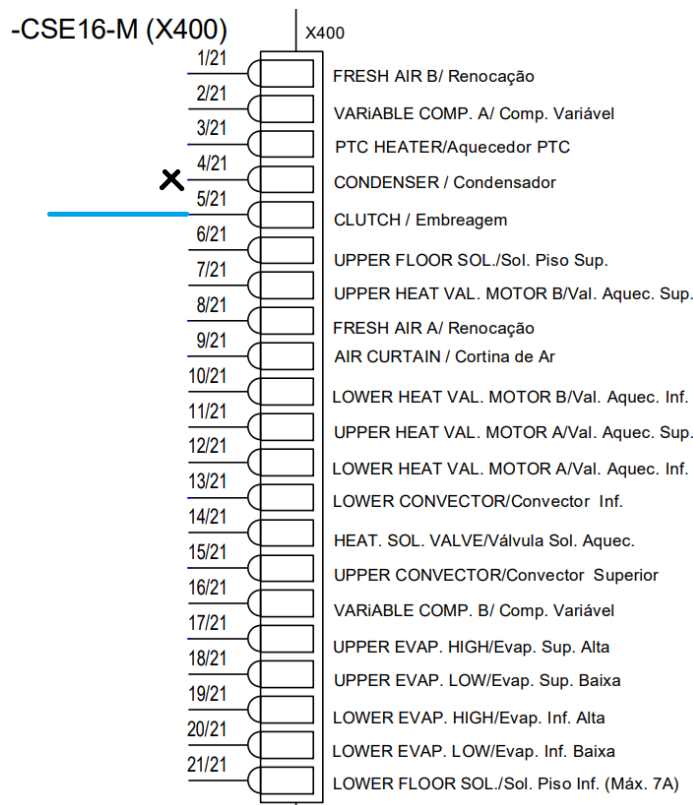 -CSE16-M (X400)
X400
1/21 FRESH AIR B/ Renocação
2/21 VARiABLE COMP. A/ Comp. Variável
3/21 PTC HEATER/Aquecedor PTC
4/21 CONDENSER / Condensador
5/21 CLUTCH / Embreagem
6/21 UPPER FLOOR SOL./Sol. Piso Sup.
7/21 UPPER HEAT VAL. MOTOR B/Val. Aquec. Sup.
8/21 FRESH AIR A/ Renocação
9/21 AIR CURTAIN / Cortina de Ar
10/21 LOWER HEAT VAL. MOTOR B/Val. Aquec. Inf.
11/21 UPPER HEAT VAL. MOTOR A/Val. Aquec. Sup.
12/21 LOWER HEAT VAL. MOTOR A/Val. Aquec. Inf.
13/21 LOWER CONVECTOR/Convector Inf.
14/21 HEAT. SOL. VALVE/Válvula Sol. Aquec.
15/21 UPPER CONVECTOR/Convector Superior
16/21 VARiABLE COMP. B/ Comp. Variável
17/21 UPPER EVAP. HIGH/Evap. Sup. Alta
18/21 UPPER EVAP. LOW/Evap. Sup. Baixa
19/21 LOWER EVAP. HIGH/Evap. Inf. Alta
20/21 LOWER EVAP. LOW/Evap. Inf. Baixa
21/21 LOWER FLOOR SOL./Sol. Piso Inf. (Máx. 7A)